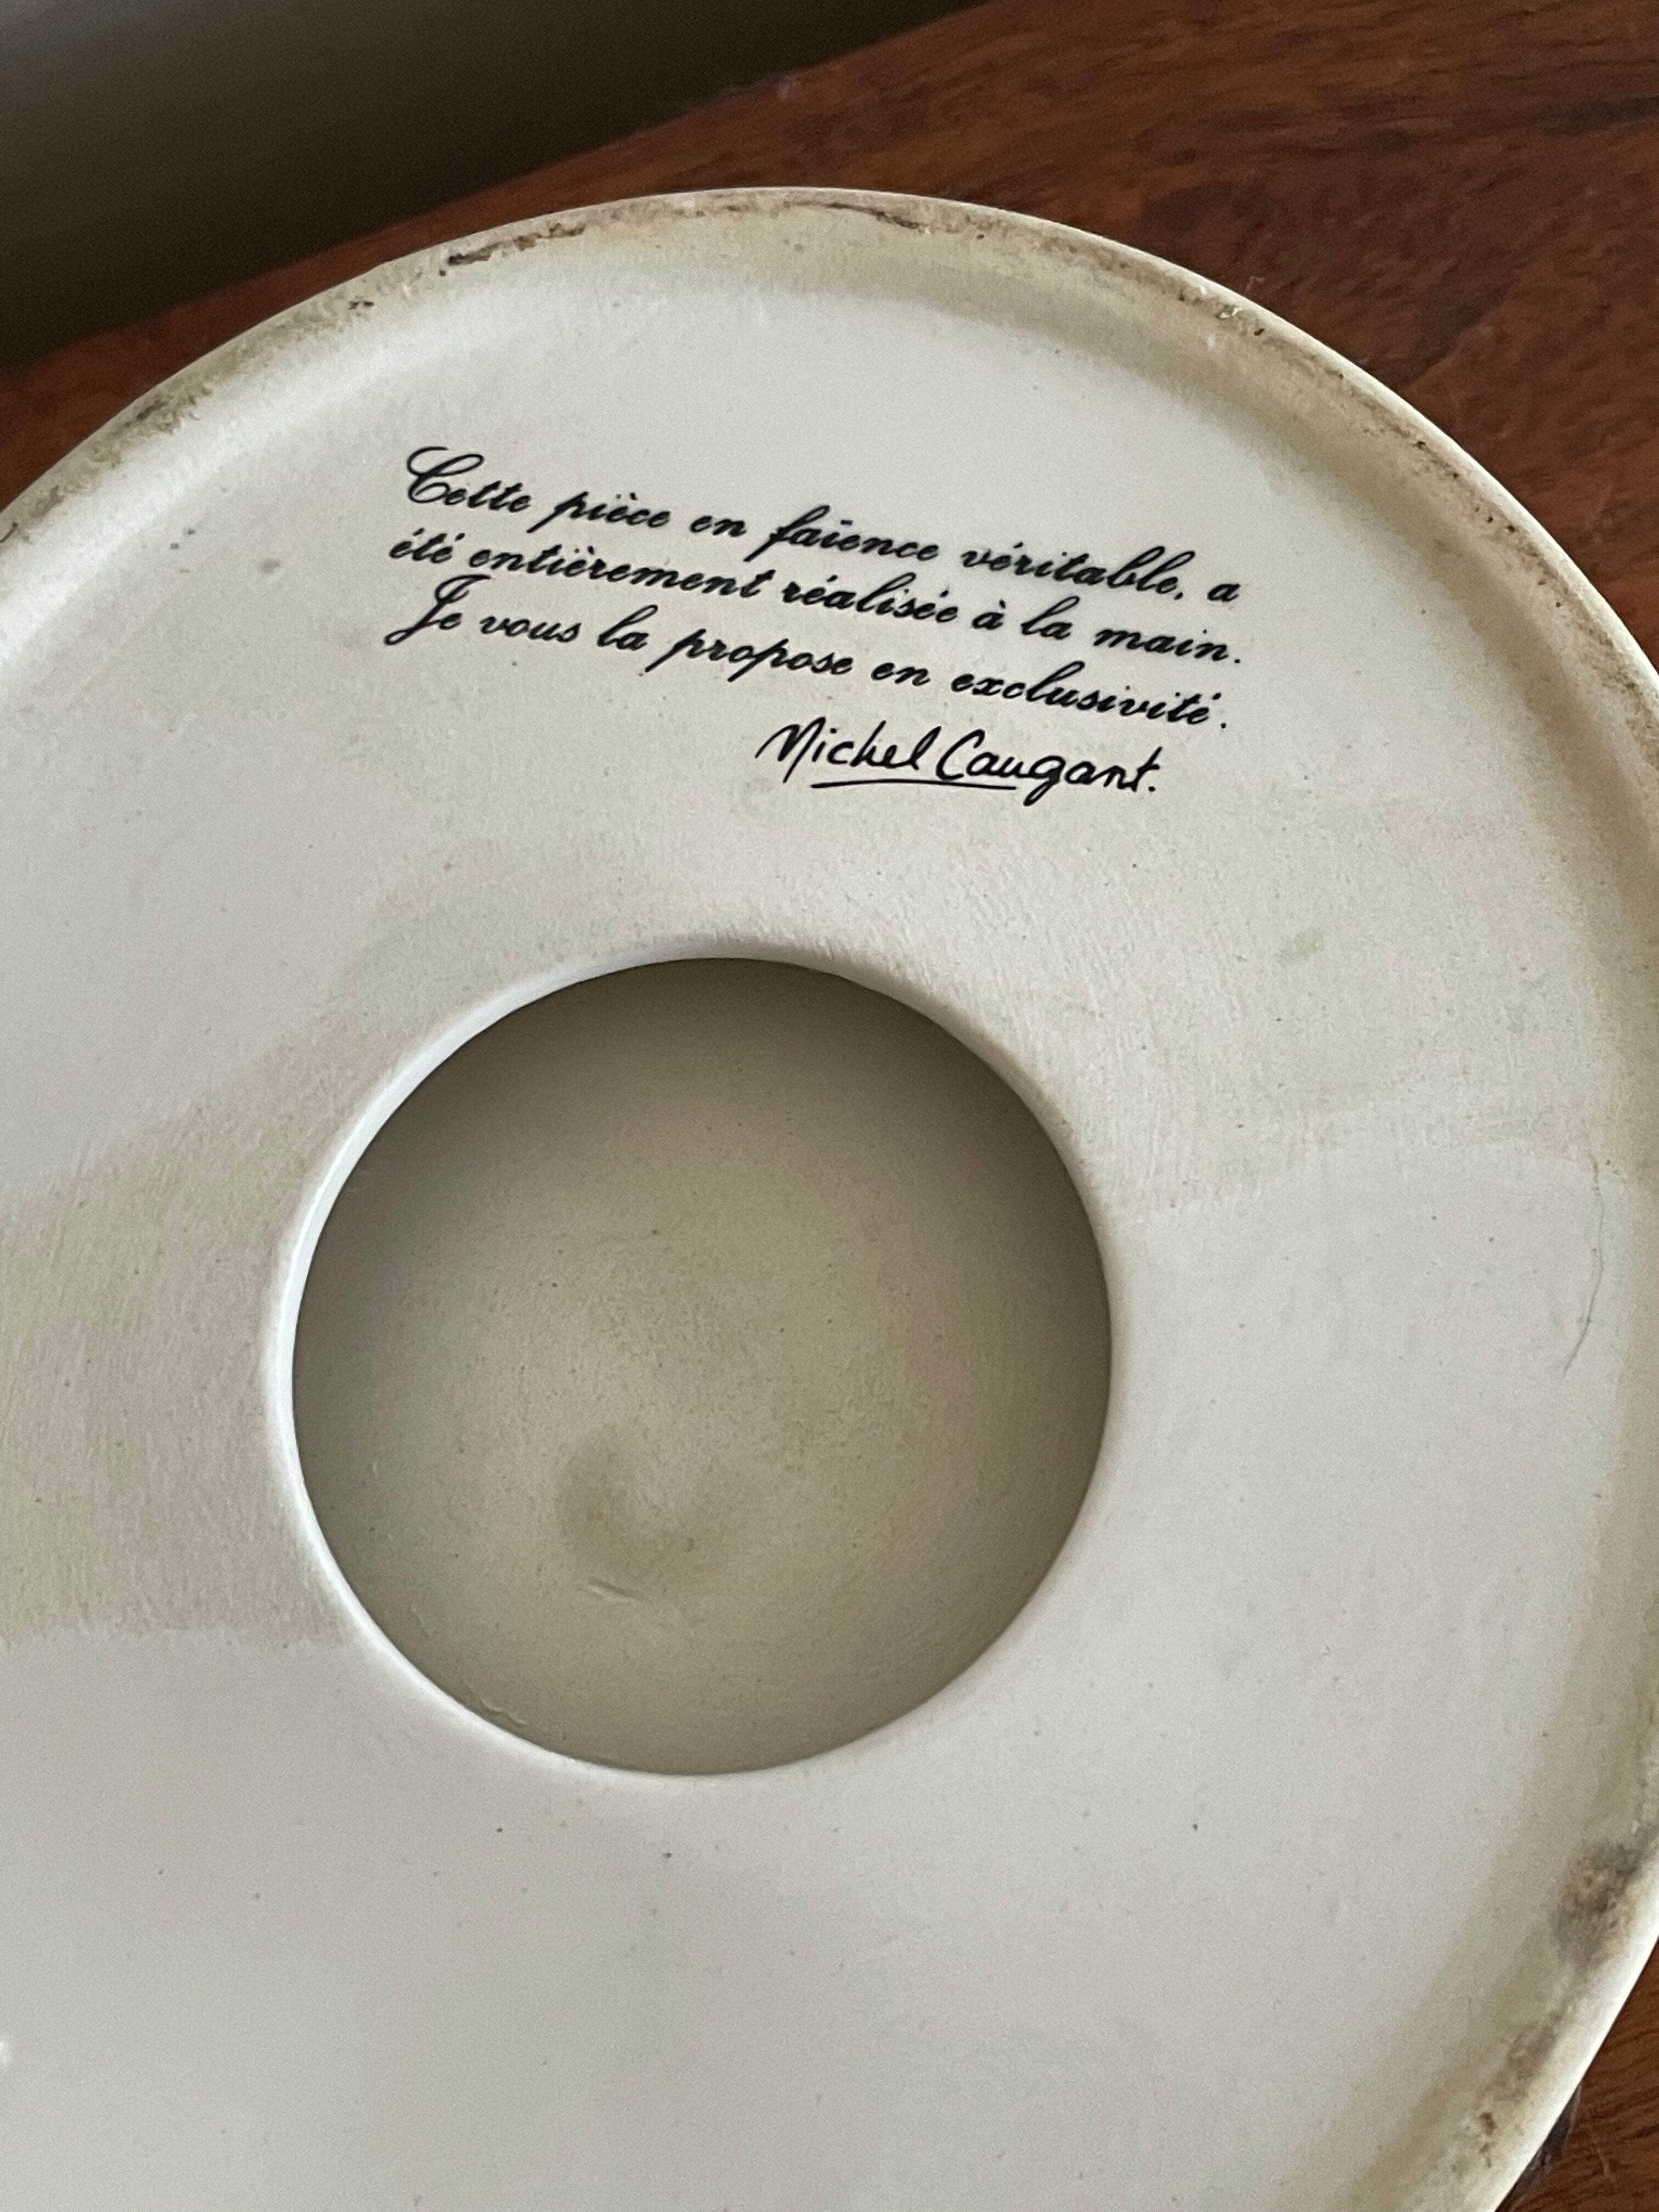 Cette pièce en faïence véritable, a
été entièrement réalisée à la main.
Je vous la propose en exclusivité.
Michel Caugant.